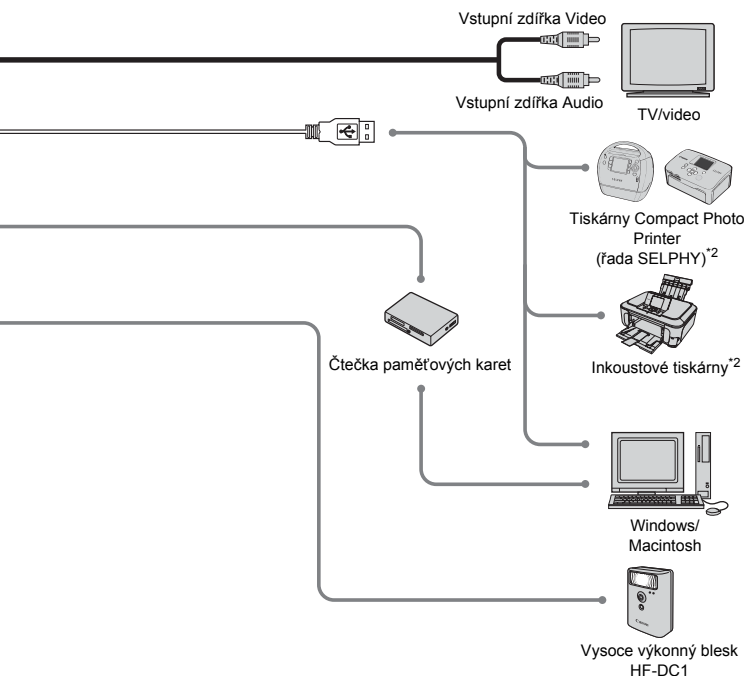 Vstupní zdířka Video
Vstupní zdířka Audio
TV/video
Tiskárny Compact Photo
Printer
(řada SELPHY)*2
Čtečka paměťových karet
Inkoustové tiskárny*2
Windows/
Macintosh
Vysoce výkonný blesk
HF-DC1